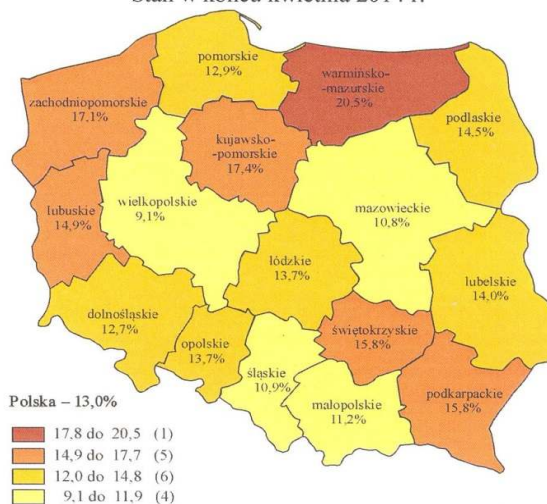 Stan w końcu kwietnia 2014 r.
pomorskie
12,9%
warmińsko-
-mazurskie
20,5%
zachodniopomorskie
17,1%
podlaskie
14,5%
kujawsko-
-pomorskie
17,4%
wielkopolskie
9,1%
mazowieckie
10,8%
lubuskie
14,9%
łódzkie
13,7%
lubelskie
14,0%
dolnośląskie
12,7%
opolskie
13,7%
świętokrzyskie
15,8%
śląskie
10,9%
małopolskie
11,2%
podkarpackie
15,8%
Polska – 13,0%
17,8 do 20,5 (1)
14,9 do 17,7 (5)
12,0 do 14,8 (6)
9,1 do 11,9 (4)